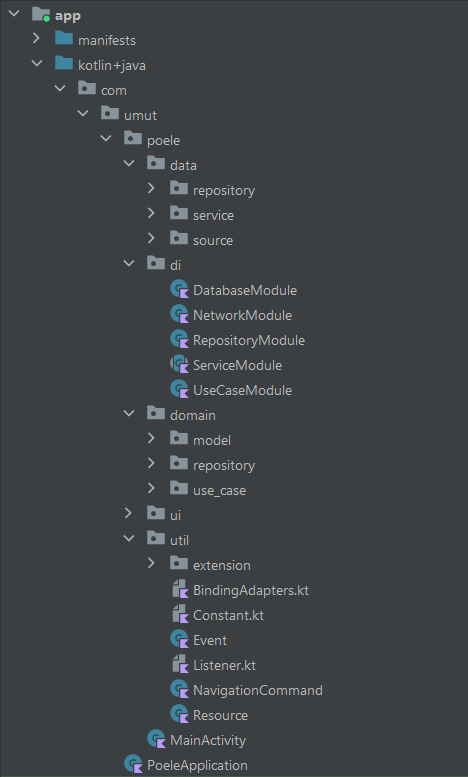 app
manifests
kotlin+java
com
umut
poele
data
repository
service
source
di
DatabaseModule
NetworkModule
RepositoryModule
ServiceModule
UseCaseModule
domain
model
repository
use_case
ui
util
extension
BindingAdapters.kt
Constant.kt
Event
Listener.kt
NavigationCommand
Resource
MainActivity
PoeleApplication